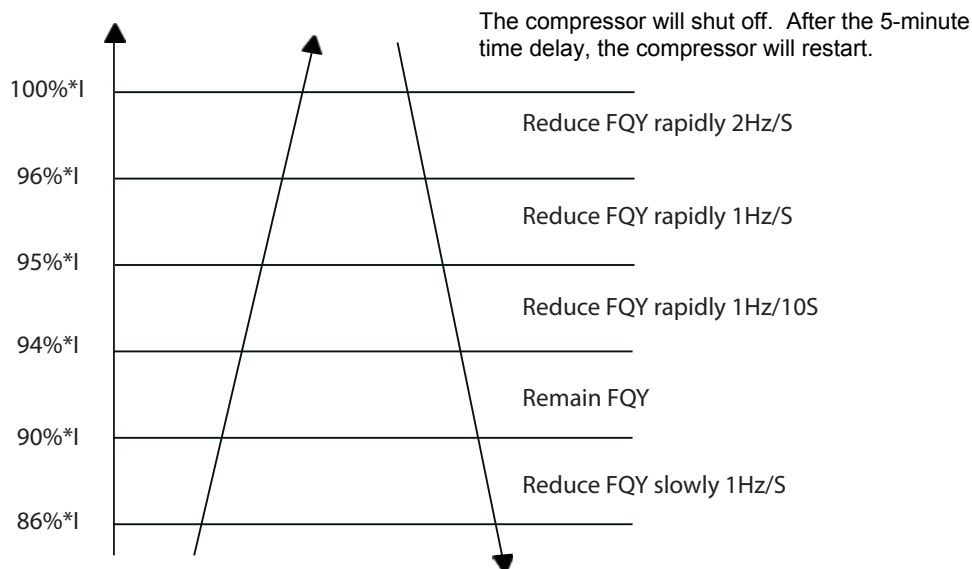 The compressor will shut off. After the 5-minute
time delay, the compressor will restart.
100%*I
Reduce FQY rapidly 2Hz/S
96%*I
Reduce FQY rapidly 1Hz/S
95%*I
Reduce FQY rapidly 1Hz/10S
94%*I
Remain FQY
90%*I
Reduce FQY slowly 1Hz/S
86%*I